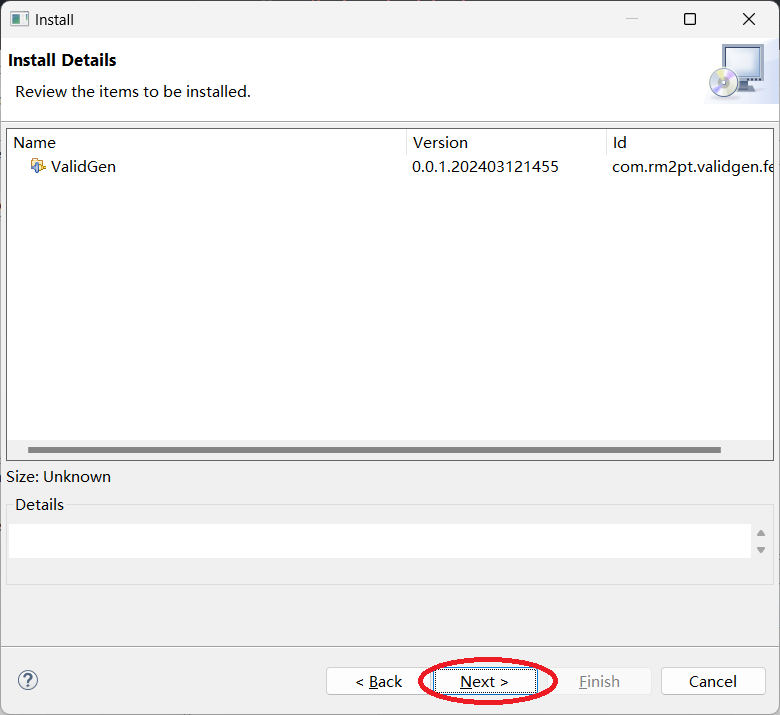 Install
Install Details
Review the items to be installed.
Name Version Id
ValidGen 0.0.1.202403121455 com.rm2pt.validgen.fe
Size: Unknown
Details
< Back Next > Finish Cancel